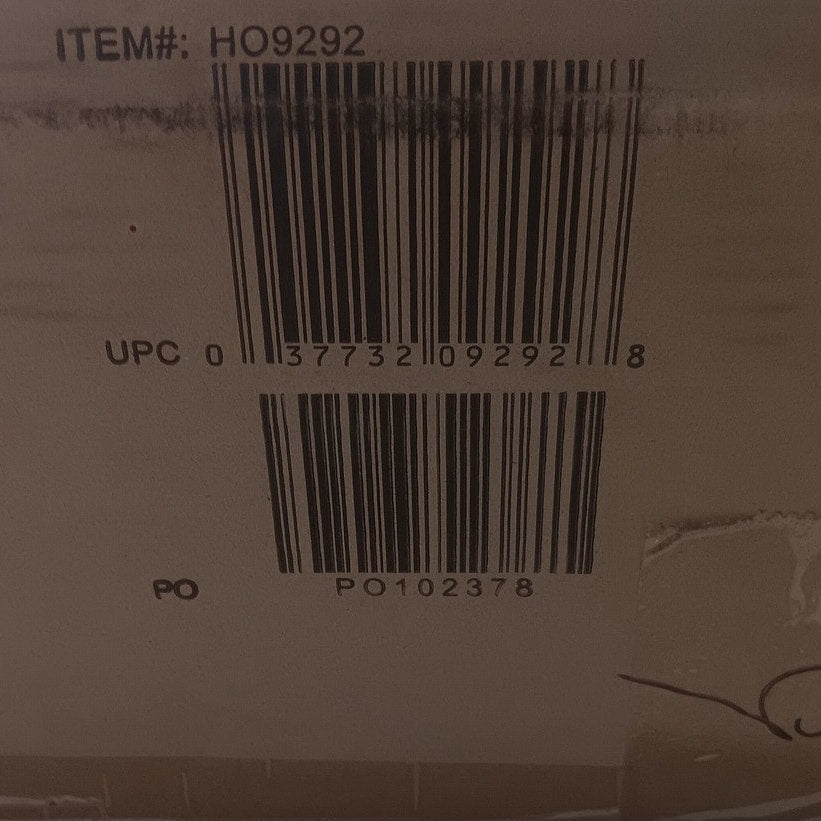 ITEM#: HO9292
UPC 0 37732 09292 8
PO PO102378